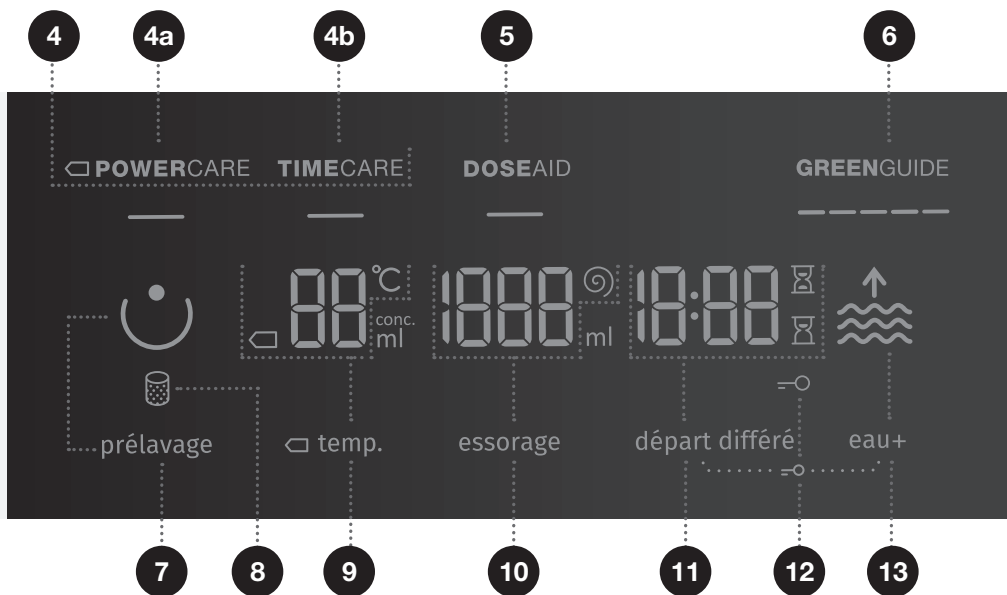 4 4a 4b 5 6
POWERCARE TIMECARE DOSEAID GREENGUIDE
88 °C 1888 18:88
conc.
ml ml
prélavage temp. essorage départ différé eau+
7 8 9 10 11 12 13